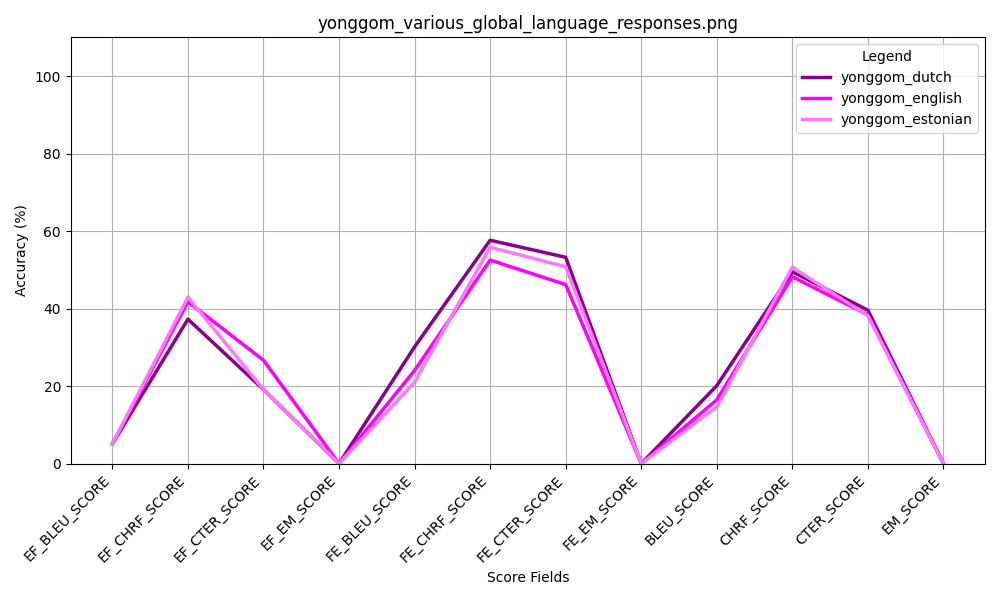 yonggom_various_global_language_responses.png
Legend
yonggom_dutch
yonggom_english
yonggom_estonian
Accuracy (%)
100
80
60
40
20
0
EF_BLEU_SCORE
EF_CHRF_SCORE
EF_CTER_SCORE
EF_EM_SCORE
FE_BLEU_SCORE
FE_CHRF_SCORE
FE_CTER_SCORE
FE_EM_SCORE
BLEU_SCORE
CHRF_SCORE
CTER_SCORE
EM_SCORE
Score Fields